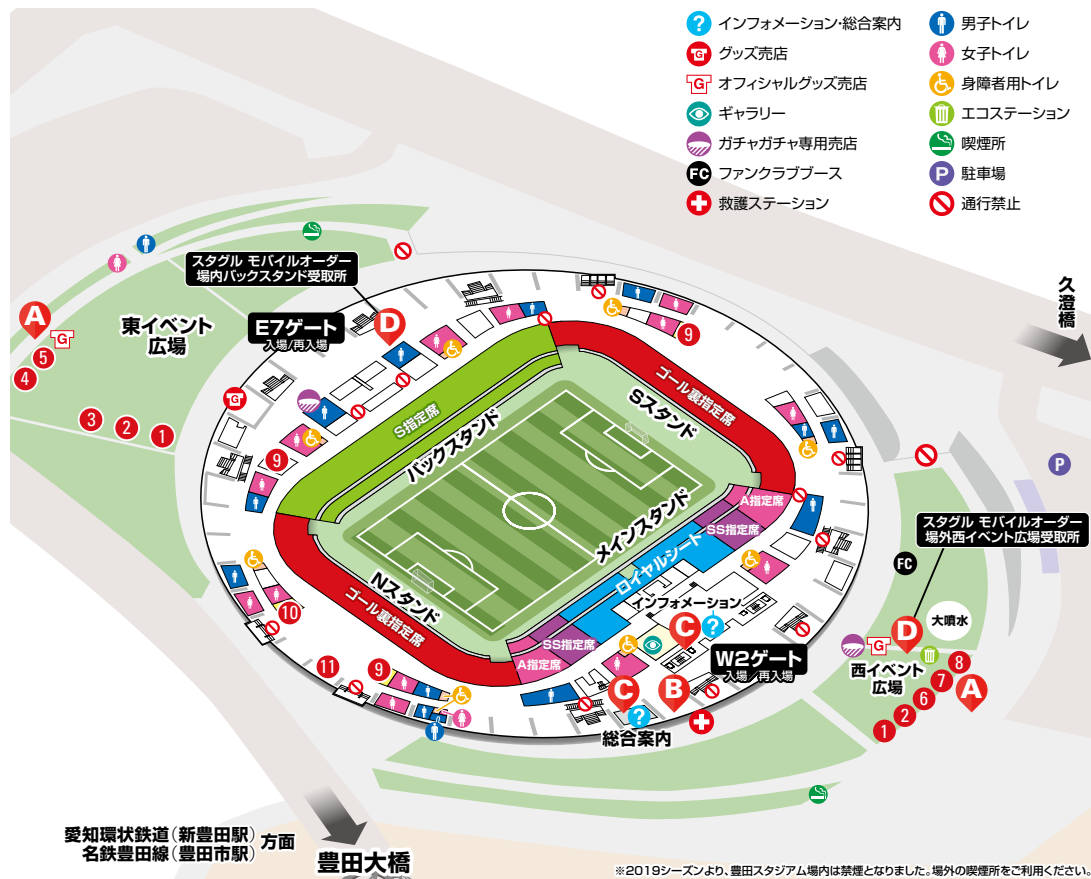 インフォメーション・総合案内
グッズ売店
オフィシャルグッズ売店
ギャラリー
ガチャガチャ専用売店
FC ファンクラブブース
救護ステーション
男子トイレ
女子トイレ
身障者用トイレ
エコステーション
喫煙所
P 駐車場
通行禁止
久澄橋
スタグル モバイルオーダー
場内バックスタンド受取所
A
G
5
4
東イベント
広場
3
2
1
E7ゲート
入場/再入場
D
G
9
9
S指定席
バックスタンド
ゴール裏指定席
Sスタンド
メインスタンド
A指定席
SS指定席
ロイヤルシート
Nスタンド
ゴール裏指定席
SS指定席
A指定席
10
11
9
インフォメーション
C
?
W2ゲート
入場/再入場
C
B
?
総合案内
P
スタグル モバイルオーダー
場外西イベント広場受取所
FC
大噴水
D
G
西イベント
広場
8
7
6
2
1
A
愛知環状鉄道(新豊田駅)
名鉄豊田線(豊田市駅)
方面
豊田大橋
※2019シーズンより、豊田スタジアム場内は禁煙となりました。場外の喫煙所をご利用ください